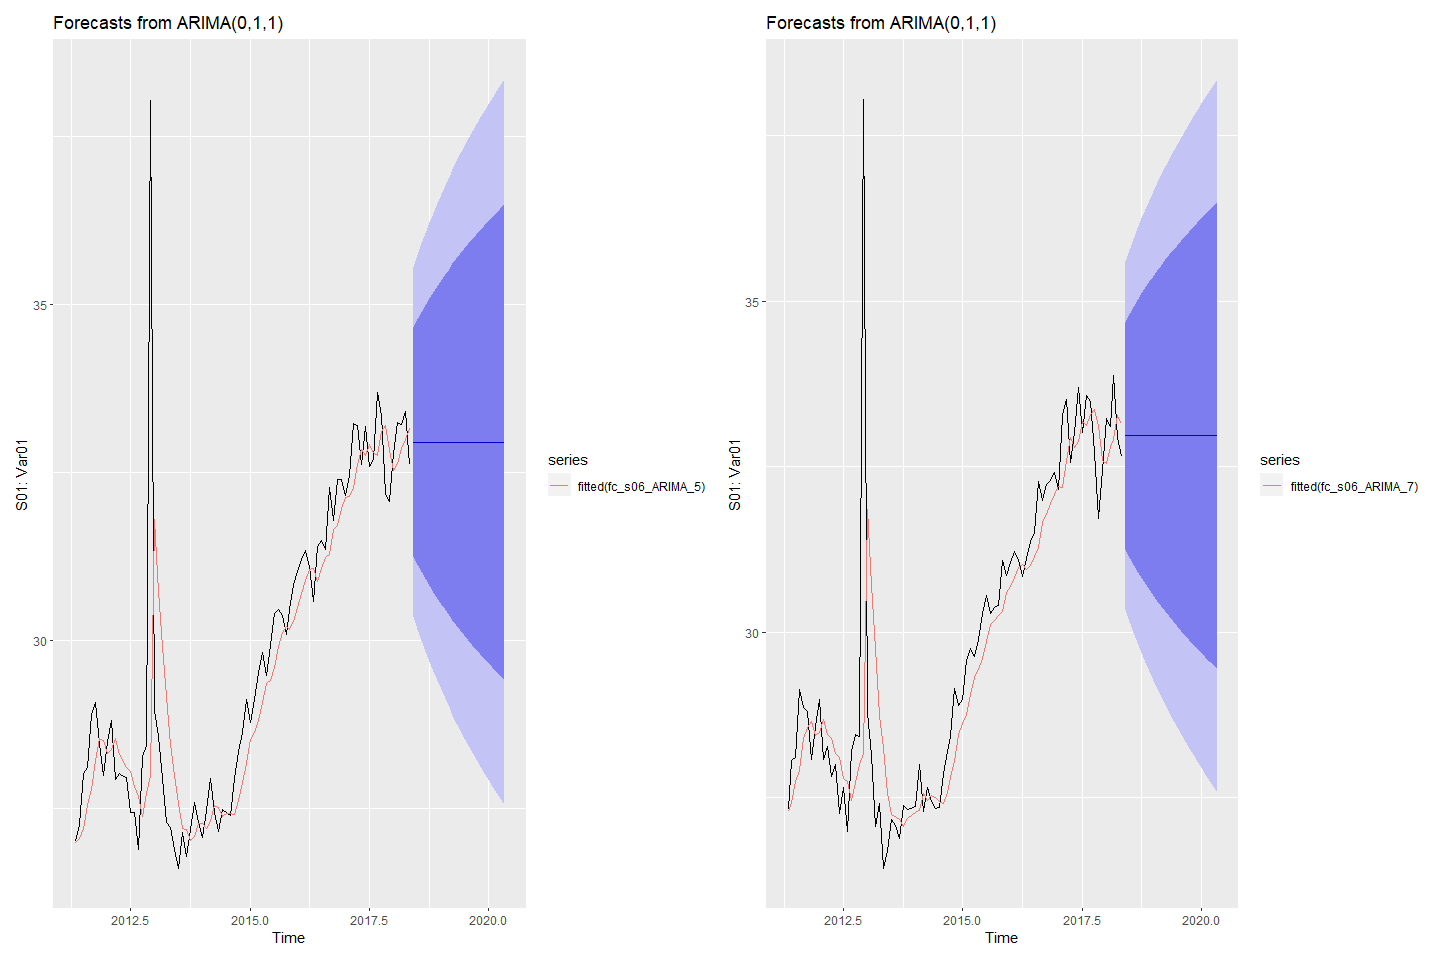 Forecasts from ARIMA(0,1,1)
S01: Var01
35
30
2012.5 2015.0 2017.5 2020.0
Time
series
fitted(fc_s06_ARIMA_5)
Forecasts from ARIMA(0,1,1)
S01: Var01
35
30
2012.5 2015.0 2017.5 2020.0
Time
series
fitted(fc_s06_ARIMA_7)